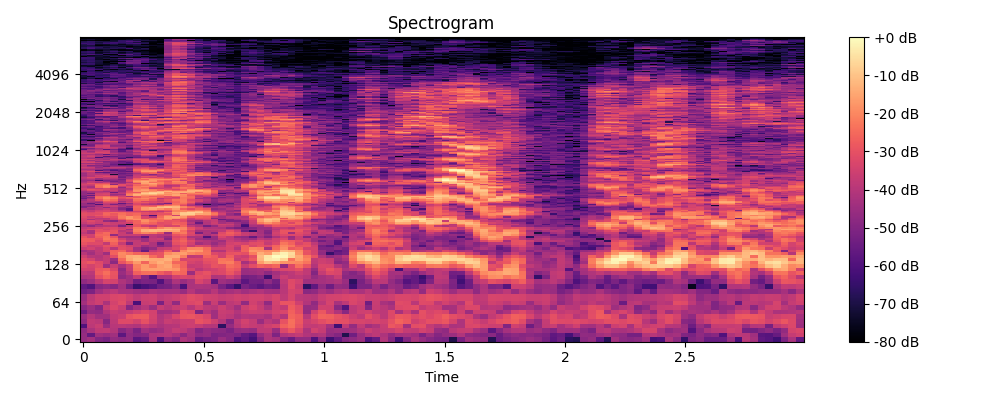 Spectrogram
Hz
4096
2048
1024
512
256
128
64
0
0
0.5
1
1.5
2
2.5
Time
+0 dB
-10 dB
-20 dB
-30 dB
-40 dB
-50 dB
-60 dB
-70 dB
-80 dB